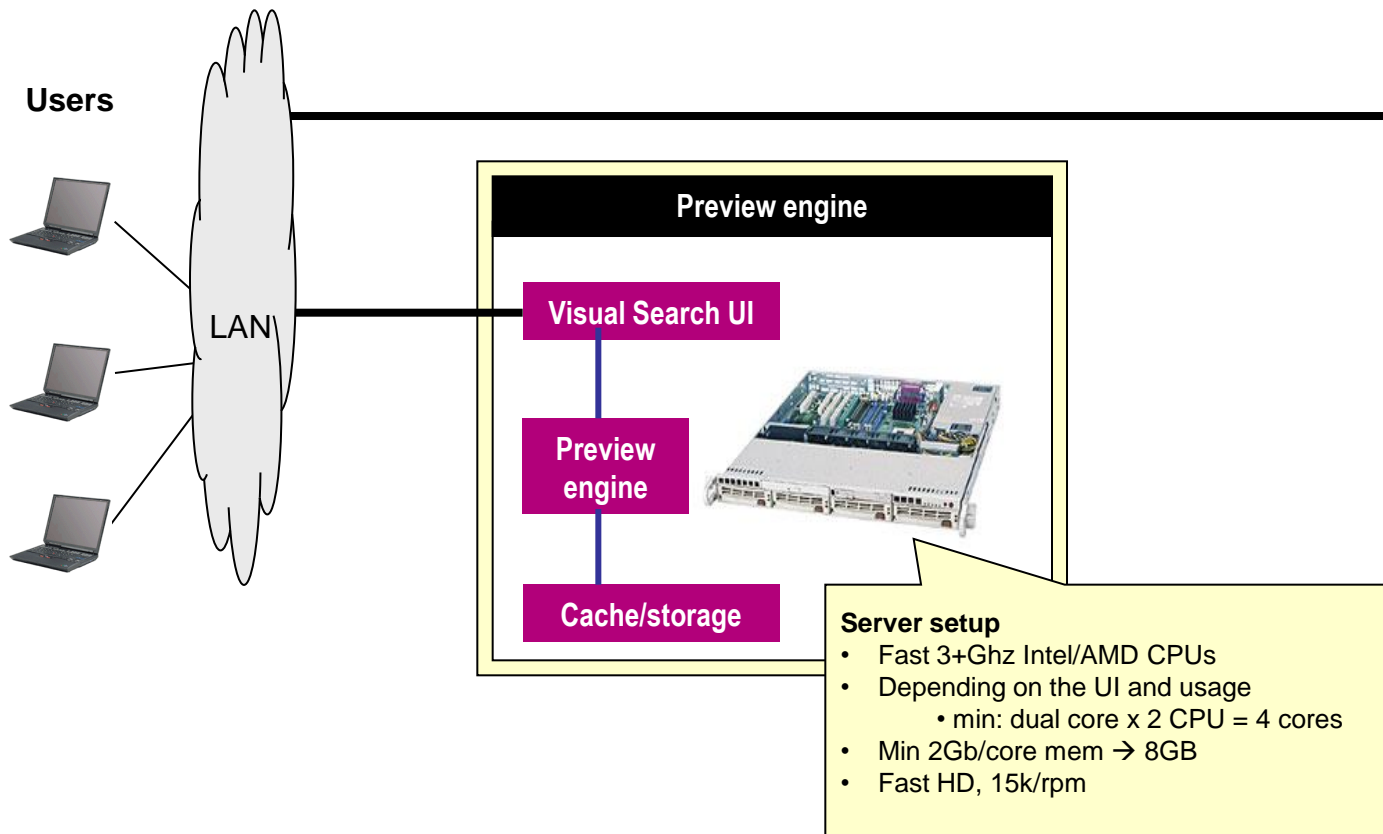 Users
LAN
Preview engine
Visual Search UI
Preview
engine
Cache/storage
Server setup
• Fast 3+Ghz Intel/AMD CPUs
• Depending on the UI and usage
• min: dual core x 2 CPU = 4 cores
• Min 2Gb/core mem → 8GB
• Fast HD, 15k/rpm